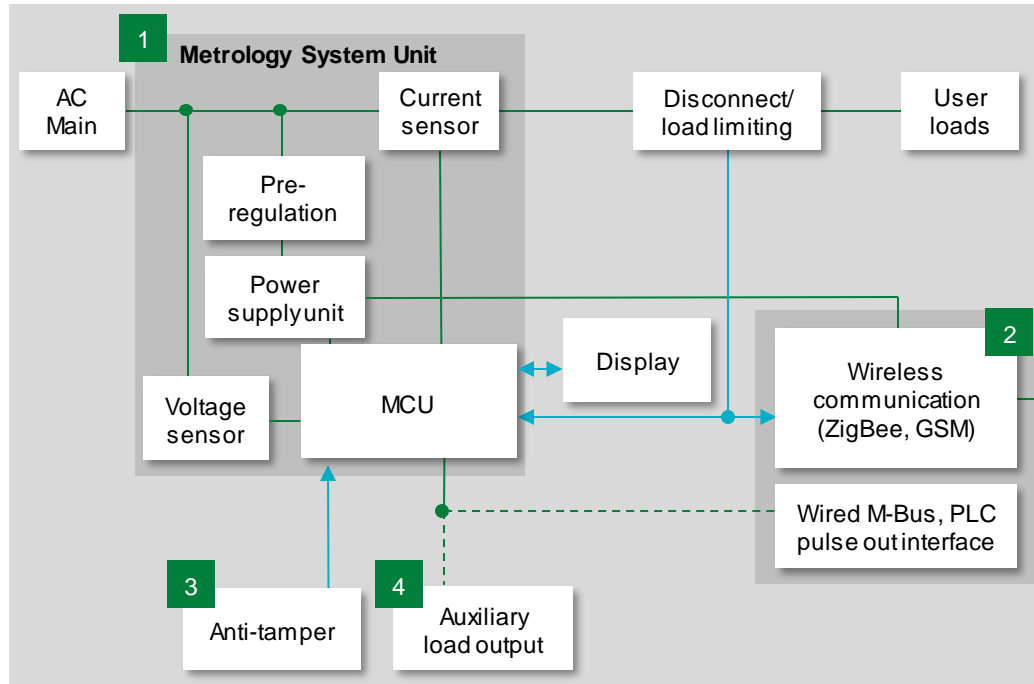 1
Metrology System Unit
AC
Main
Current
sensor
Disconnect/
load limiting
User
loads
Pre-
regulation
Power
supply unit
2
Display
Wireless
communication
(ZigBee, GSM)
MCU
Voltage
sensor
Wired M-Bus, PLC
pulse out interface
3
Anti-tamper
4
Auxiliary
load output